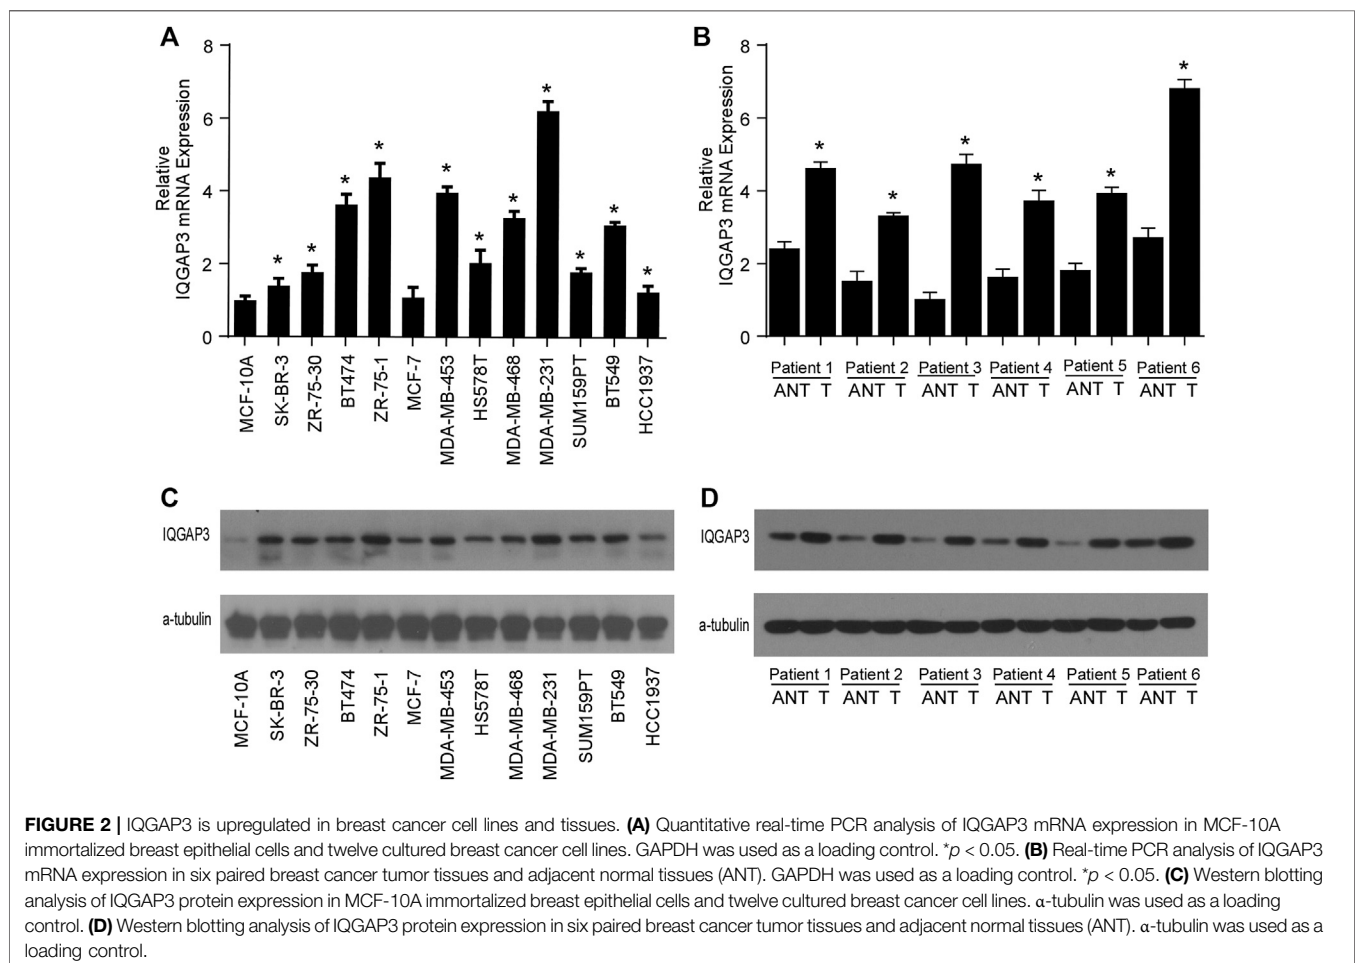 A
8
6
4
2
0
Relative
IQGAP3 mRNA Expression
* * * * * * * * * * *
MCF-10A
SK-BR-3
ZR-75-30
BT474
ZR-75-1
MCF-7
MDA-MB-453
HS578T
MDA-MB-468
MDA-MB-231
SUM159PT
BT549
HCC1937
B
8
6
4
2
0
Relative
IQGAP3 mRNA Expression
* * * * * *
Patient 1 Patient 2 Patient 3 Patient 4 Patient 5 Patient 6
ANT T ANT T ANT T ANT T ANT T ANT T
C
IQGAP3
a-tubulin
MCF-10A
SK-BR-3
ZR-75-30
BT474
ZR-75-1
MCF-7
MDA-MB-453
HS578T
MDA-MB-468
MDA-MB-231
SUM159PT
BT549
HCC1937
D
IQGAP3
a-tubulin
Patient 1 Patient 2 Patient 3 Patient 4 Patient 5 Patient 6
ANT T ANT T ANT T ANT T ANT T ANT T
FIGURE 2 | IQGAP3 is upregulated in breast cancer cell lines and tissues. (A) Quantitative real-time PCR analysis of IQGAP3 mRNA expression in MCF-10A
immortalized breast epithelial cells and twelve cultured breast cancer cell lines. GAPDH was used as a loading control. *p < 0.05. (B) Real-time PCR analysis of IQGAP3
mRNA expression in six paired breast cancer tumor tissues and adjacent normal tissues (ANT). GAPDH was used as a loading control. *p < 0.05. (C) Western blotting
analysis of IQGAP3 protein expression in MCF-10A immortalized breast epithelial cells and twelve cultured breast cancer cell lines. α-tubulin was used as a loading
control. (D) Western blotting analysis of IQGAP3 protein expression in six paired breast cancer tumor tissues and adjacent normal tissues (ANT). α-tubulin was used as a
loading control.